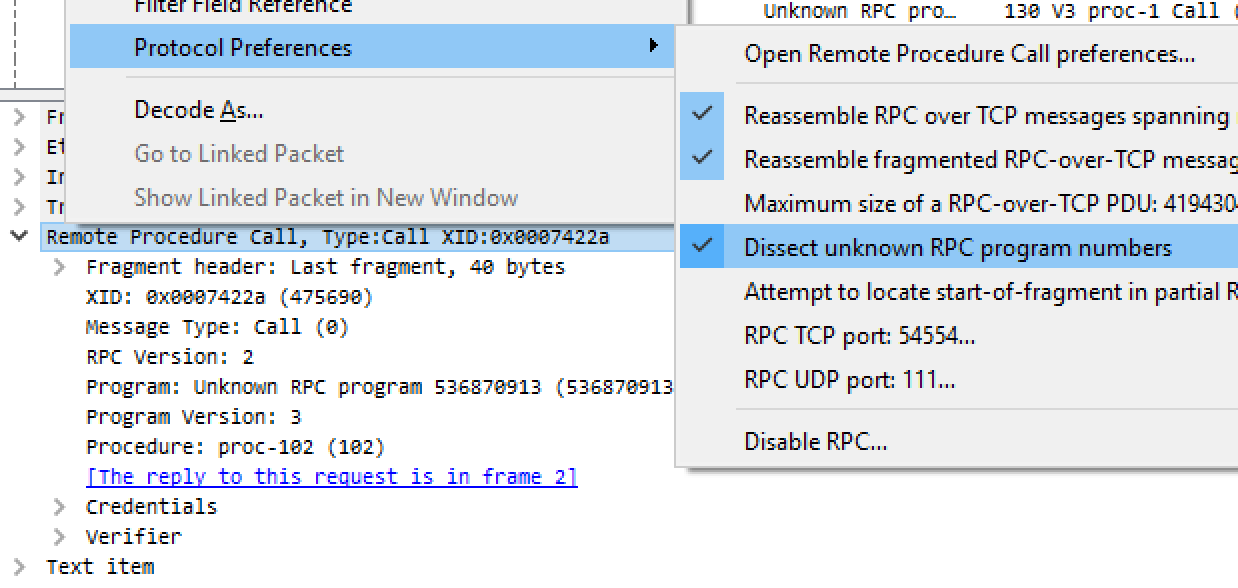 Filter Field Reference
Protocol Preferences
Decode As...
Go to Linked Packet
Show Linked Packet in New Window
Unknown RPC pro… 130 V3 proc-1 Call (
Open Remote Procedure Call preferences...
Reassemble RPC over TCP messages spanning
Reassemble fragmented RPC-over-TCP messag
Maximum size of a RPC-over-TCP PDU: 419430
Dissect unknown RPC program numbers
Attempt to locate start-of-fragment in partial R
RPC TCP port: 54554...
RPC UDP port: 111...
Disable RPC...
Fr
Et
In
Tr
Remote Procedure Call, Type:Call XID:0x0007422a
Fragment header: Last fragment, 40 bytes
XID: 0x0007422a (475690)
Message Type: Call (0)
RPC Version: 2
Program: Unknown RPC program 536870913 (536870913
Program Version: 3
Procedure: proc-102 (102)
[The reply to this request is in frame 2]
Credentials
Verifier
Text item